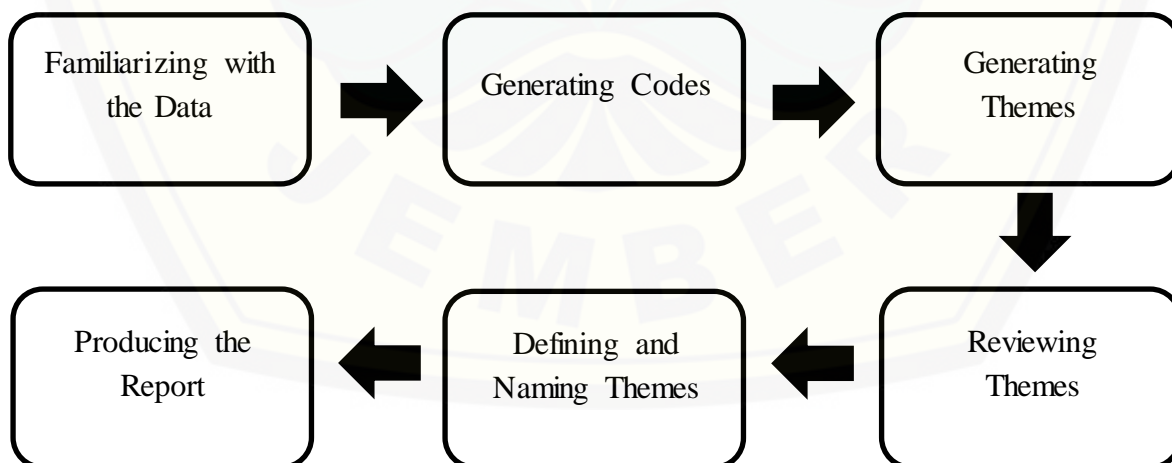 Familiarizing with
the Data
Generating Codes
Generating
Themes
Reviewing
Themes
Defining and
Naming Themes
Producing the
Report
JEMBER